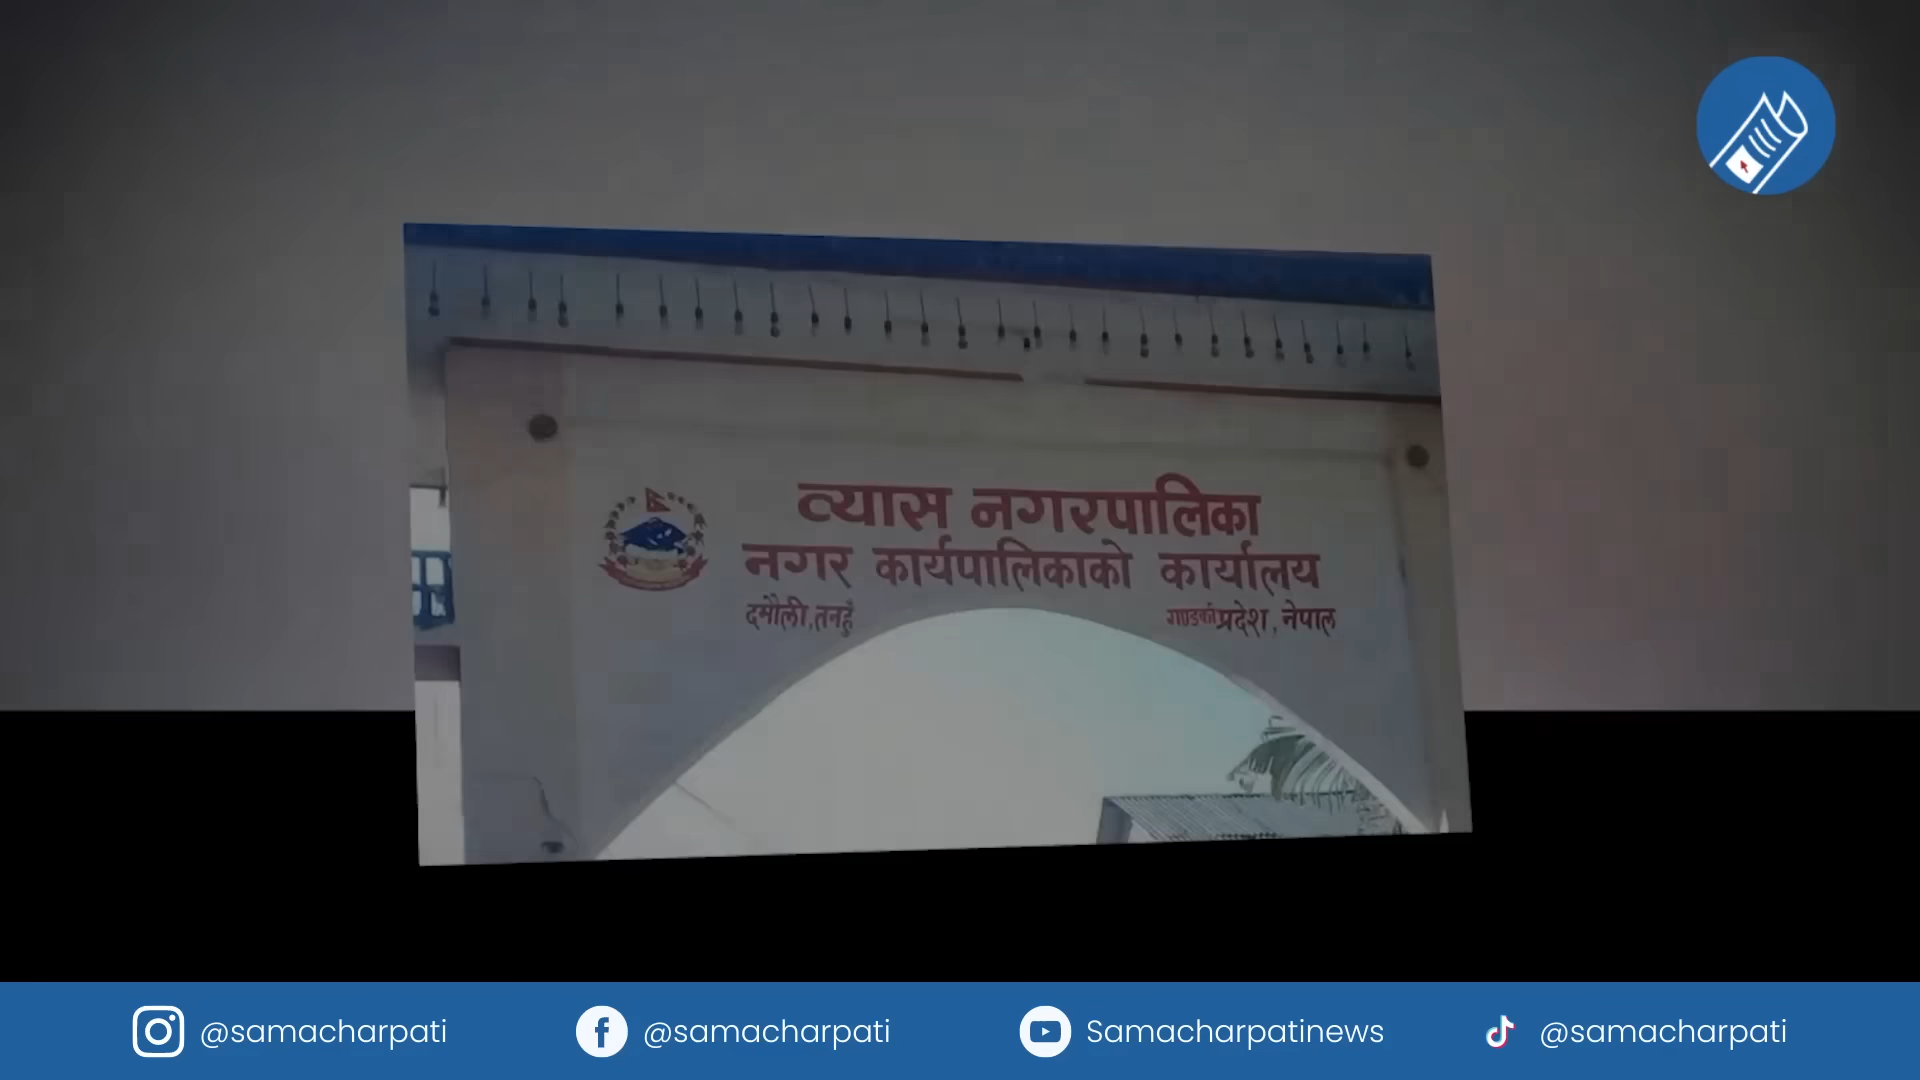 व्यास नगरपालिका
नगर कार्यपालिकाको कार्यालय
दमौली,तनहुँ गण्डकी प्रदेश, नेपाल
@samacharpati @samacharpati Samacharpatinews @samacharpati